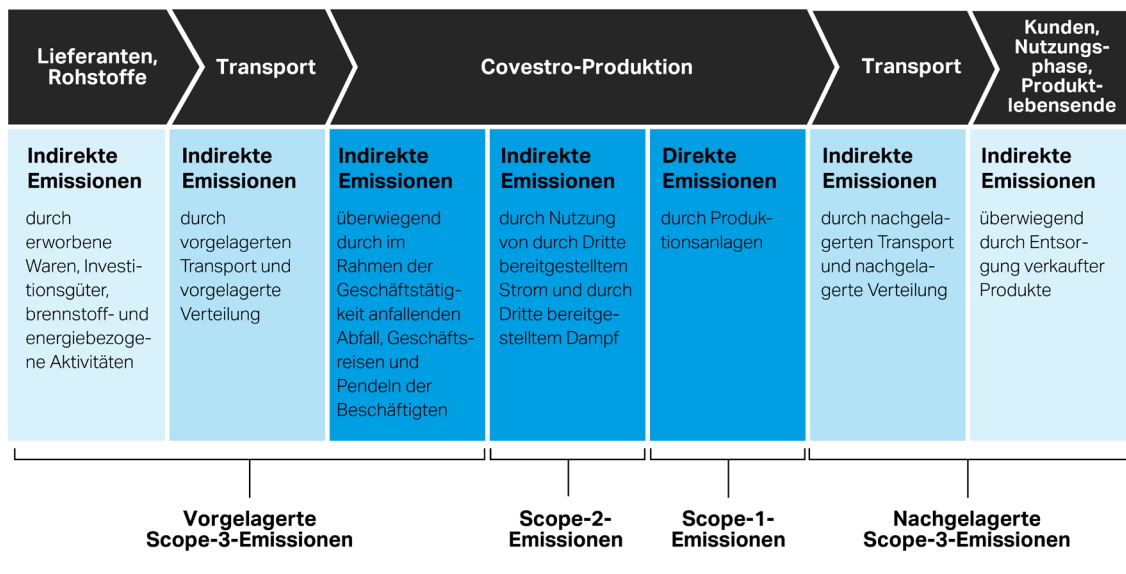 Lieferanten,
Rohstoffe
Transport
Covestro-Produktion
Transport
Kunden,
Nutzungs-
phase,
Produkt-
lebensende
Indirekte
Emissionen
durch
erworbene
Waren, Investi-
tionsgüter,
brennstoff- und
energiebezoge-
ne Aktivitäten
Indirekte
Emissionen
durch
vorgelagerten
Transport und
vorgelagerte
Verteilung
Indirekte
Emissionen
überwiegend
durch im
Rahmen der
Geschäftstätig-
keit anfallenden
Abfall, Geschäfts-
reisen und
Pendeln der
Beschäftigten
Indirekte
Emissionen
durch Nutzung
von durch Dritte
bereitgestelltem
Strom und durch
Dritte bereitge-
stelltem Dampf
Direkte
Emissionen
durch Produk-
tionsanlagen
Indirekte
Emissionen
durch nachgela-
gerten Transport
und nachgela-
gerte Verteilung
Indirekte
Emissionen
überwiegend
durch Entsor-
gung verkaufter
Produkte
Vorgelagerte
Scope-3-Emissionen
Scope-2-
Emissionen
Scope-1-
Emissionen
Nachgelagerte
Scope-3-Emissionen